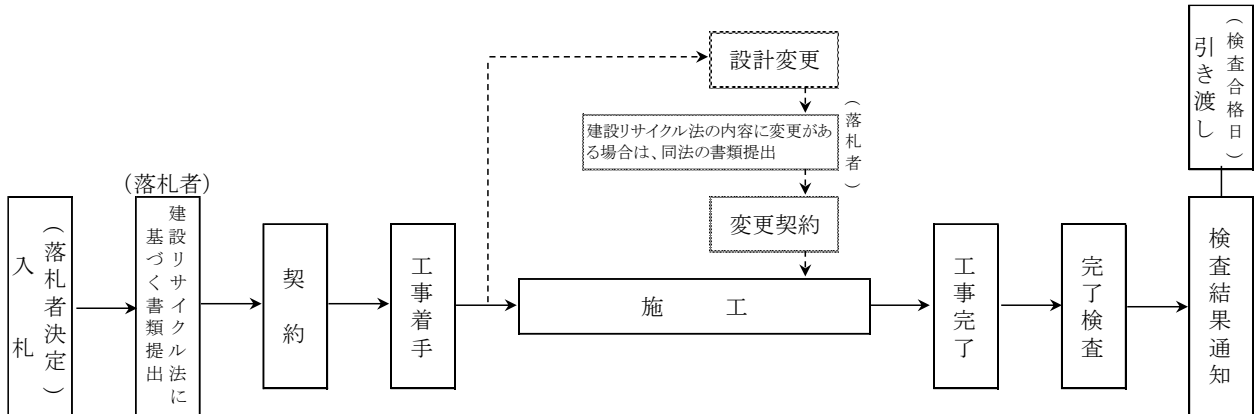 入札
（落札者決定）
（落札者）
建設リサイクル法に
基づく書類提出
契約
工事着手
設計変更
建設リサイクル法の内容に変更があ
る場合は、同法の書類提出
（落札者）
変更契約
施工
工事完了
完了検査
検査結果通知
引き渡し
（検査合格日）